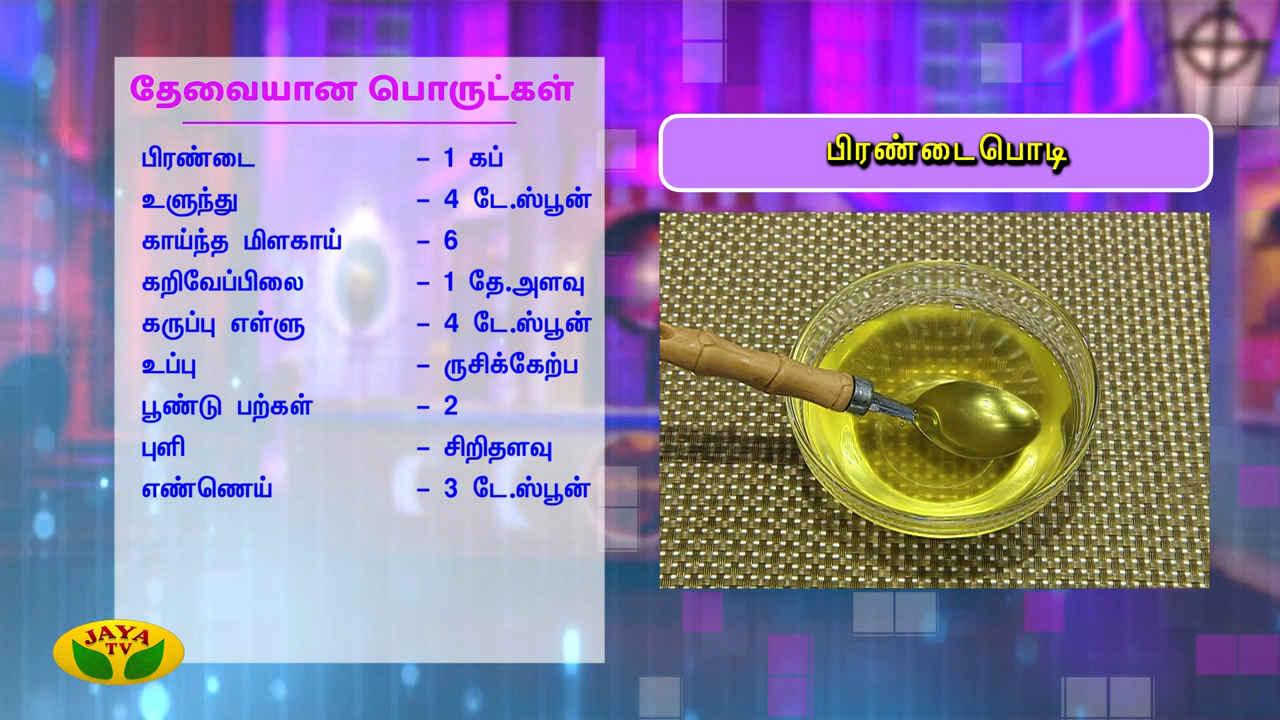 தேவையான பொருட்கள்
பிரண்டை - 1 கப்
உளுந்து - 4 டே.ஸ்பூன்
காய்ந்த மிளகாய் - 6
கறிவேப்பிலை - 1 தே.அளவு
கருப்பு எள்ளு - 4 டே.ஸ்பூன்
உப்பு - ருசிக்கேற்ப
பூண்டு பற்கள் - 2
புளி - சிறிதளவு
எண்ணெய் - 3 டே.ஸ்பூன்
பிரண்டைபொடி
JAYA
TV